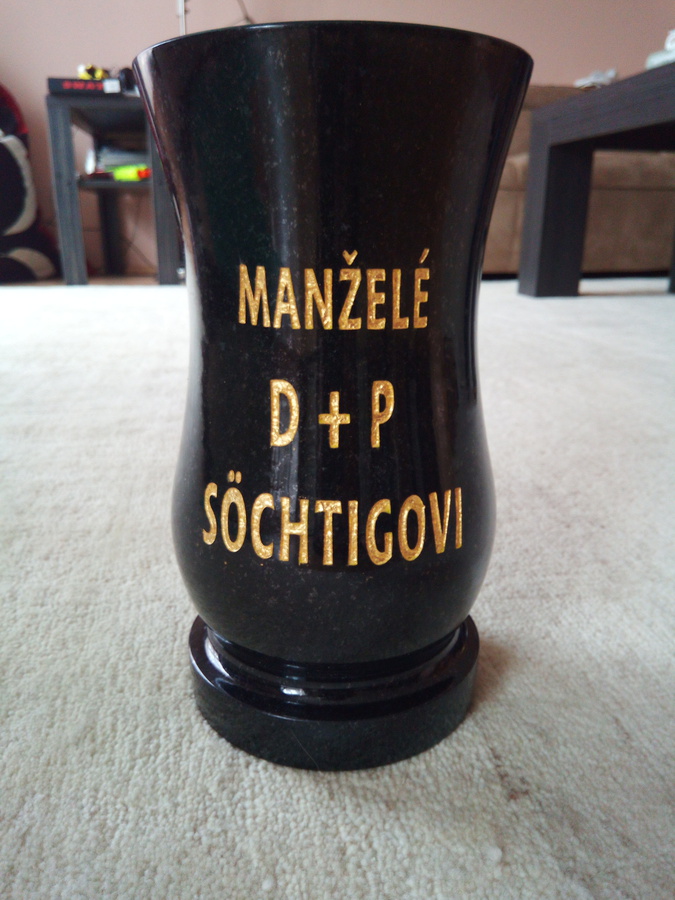 MANŽELÉ
D + P
SÖCHTIGOVI